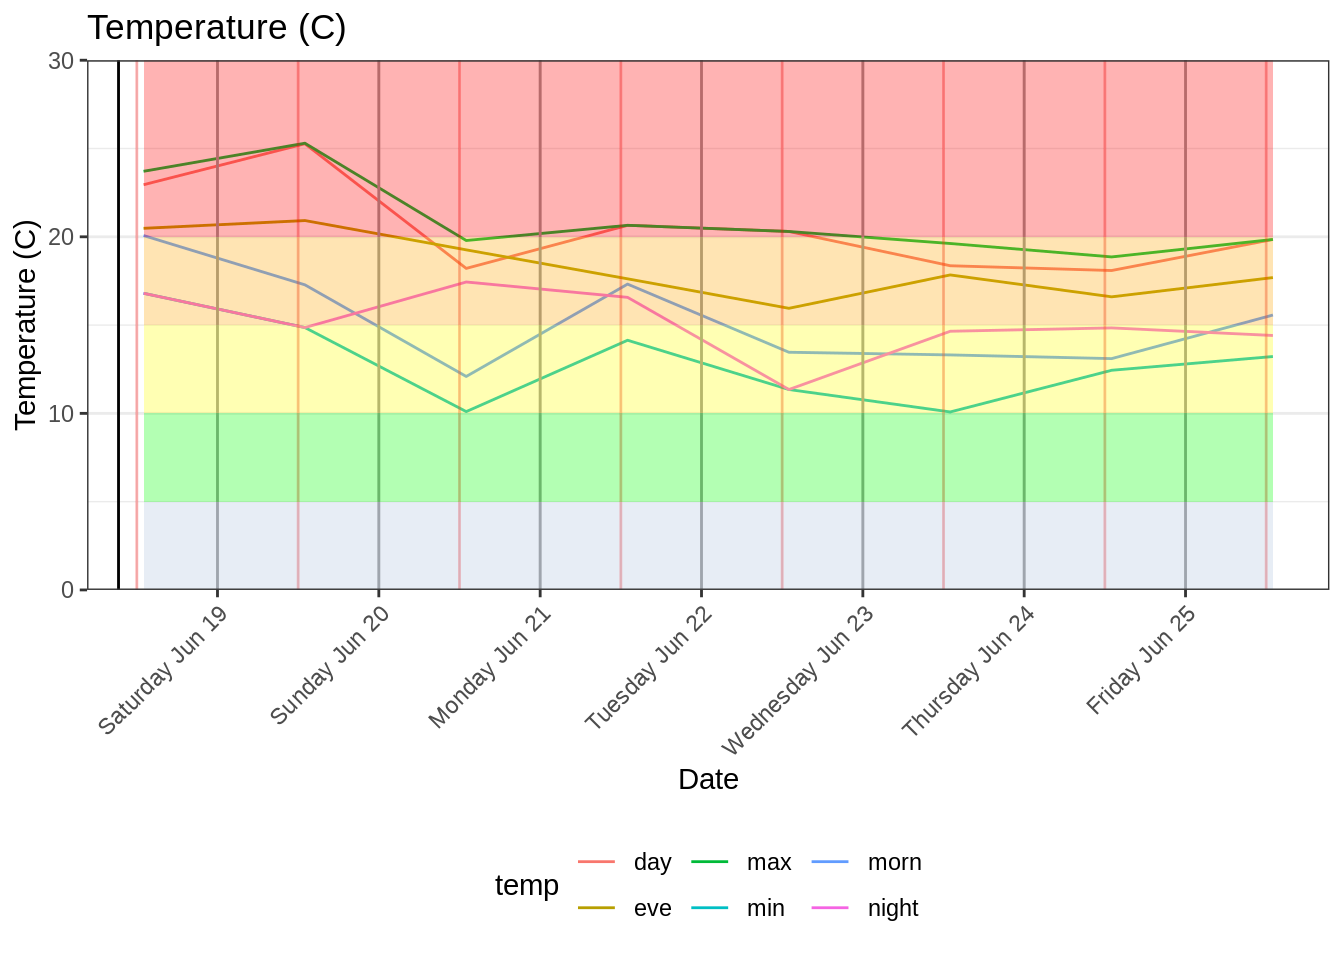 Temperature (C)
Temperature (C)
30
20
10
0
Saturday Jun 19
Sunday Jun 20
Monday Jun 21
Tuesday Jun 22
Wednesday Jun 23
Thursday Jun 24
Friday Jun 25
Date
temp
day max morn
eve min night